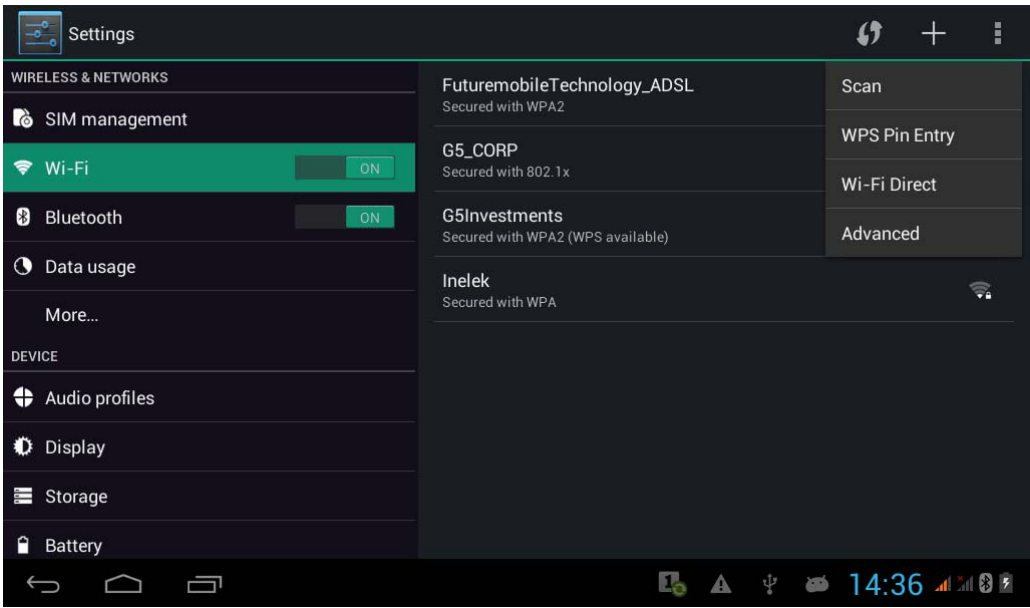 Settings
WIRELESS & NETWORKS
SIM management
Wi-Fi
ON
Bluetooth
ON
Data usage
More...
DEVICE
Audio profiles
Display
Storage
Battery
FuturemobileTechnology_ADSL
Secured with WPA2
G5_CORP
Secured with 802.1x
G5Investments
Secured with WPA2 (WPS available)
Inelek
Secured with WPA
Scan
WPS Pin Entry
Wi-Fi Direct
Advanced
1
14:36